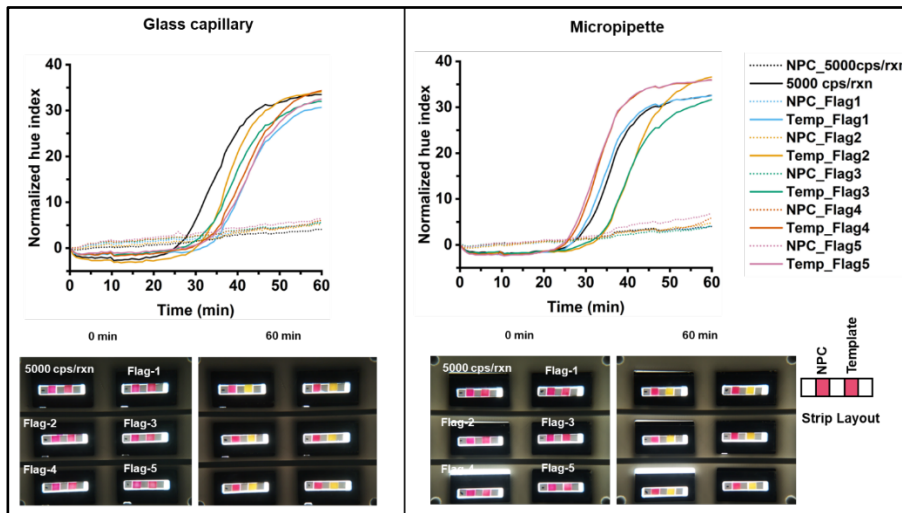 Glass capillary
Normalized hue index
40
30
20
10
0
0
10
20
30
40
50
60
Time (min)
0 min
60 min
5000 cps/rxn
Flag-1
Flag-2
Flag-3
Flag-4
Flag-5
Micropipette
Normalized hue index
40
30
20
10
0
0
10
20
30
40
50
60
Time (min)
0 min
60 min
5000 cps/rxn
Flag-1
Flag-2
Flag-3
Flag-4
Flag-5
NPC_5000cps/rxn
5000 cps/rxn
NPC_Flag1
Temp_Flag1
NPC_Flag2
Temp_Flag2
NPC_Flag3
Temp_Flag3
NPC_Flag4
Temp_Flag4
NPC_Flag5
Temp_Flag5
NPC
Template
Strip Layout